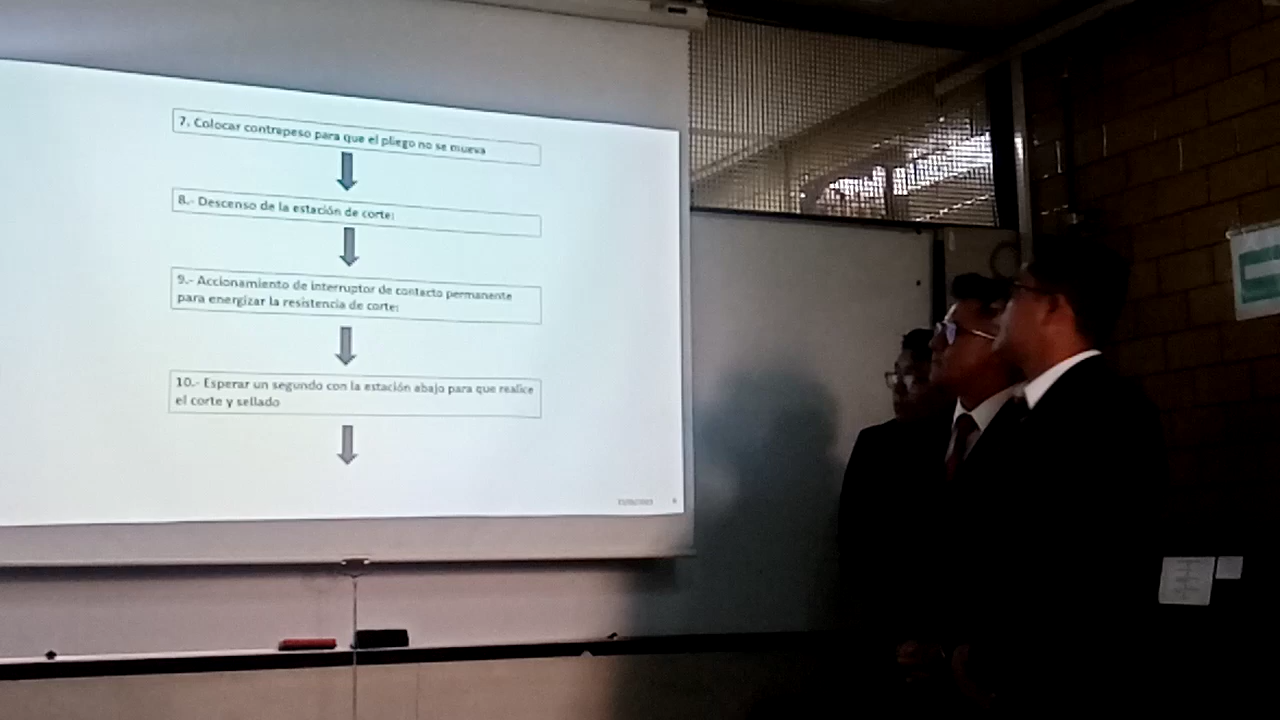 7. Colocar contrapeso para que el pliego no se mueva
8.- Descenso de la estación de corte:
9.- Accionamiento de interruptor de contacto permanente
para energizar la resistencia de corte:
10.- Esperar un segundo con la estación abajo para que realice
el corte y sellado